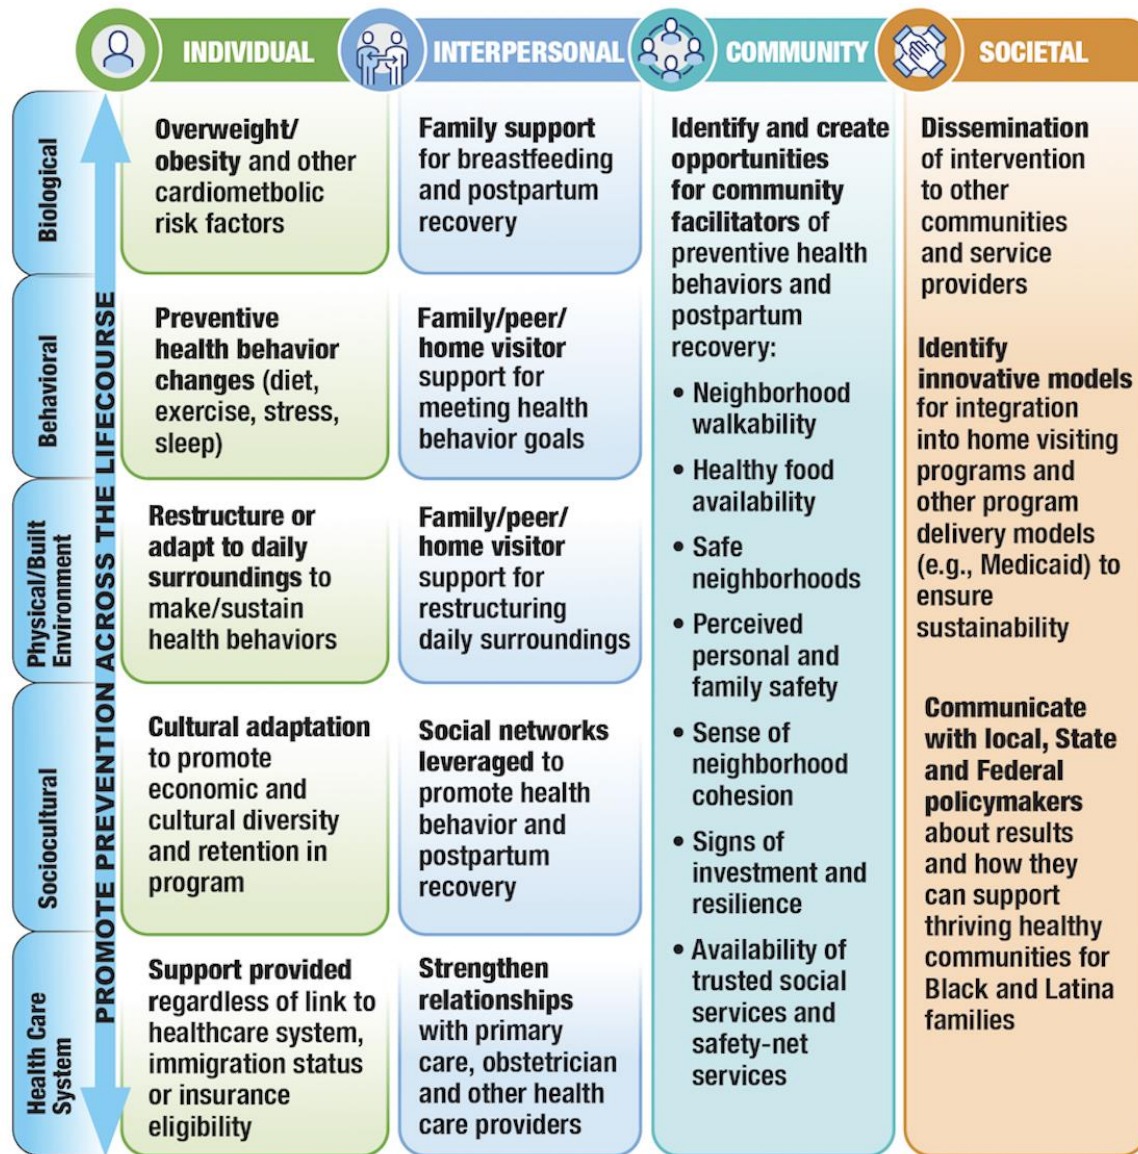 INDIVIDUAL
INTERPERSONAL
COMMUNITY
SOCIETAL
PROMOTE PREVENTION ACROSS THE LIFECOURSE
Biological
Overweight/
obesity and other
cardiometbolic
risk factors
Family support
for breastfeeding
and postpartum
recovery
Behavioral
Preventive
health behavior
changes (diet,
exercise, stress,
sleep)
Family/peer/
home visitor
support for
meeting health
behavior goals
Physical/Built
Environment
Restructure or
adapt to daily
surroundings to
make/sustain
health behaviors
Family/peer/
home visitor
support for
restructuring
daily surroundings
Sociocultural
Cultural adaptation
to promote
economic and
cultural diversity
and retention in
program
Social networks
leveraged to
promote health
behavior and
postpartum
recovery
Health Care
System
Support provided
regardless of link to
healthcare system,
immigration status
or insurance
eligibility
Strengthen
relationships
with primary
care, obstetrician
and other health
care providers
Identify and create
opportunities
for community
facilitators of
preventive health
behaviors and
postpartum
recovery:
• Neighborhood
walkability
• Healthy food
availability
• Safe
neighborhoods
• Perceived
personal and
family safety
• Sense of
neighborhood
cohesion
• Signs of
investment and
resilience
• Availability of
trusted social
services and
safety-net
services
Dissemination
of intervention
to other
communities
and service
providers
Identify
innovative models
for integration
into home visiting
programs and
other program
delivery models
(e.g., Medicaid) to
ensure
sustainability
Communicate
with local, State
and Federal
policymakers
about results
and how they
can support
thriving healthy
communities for
Black and Latina
families